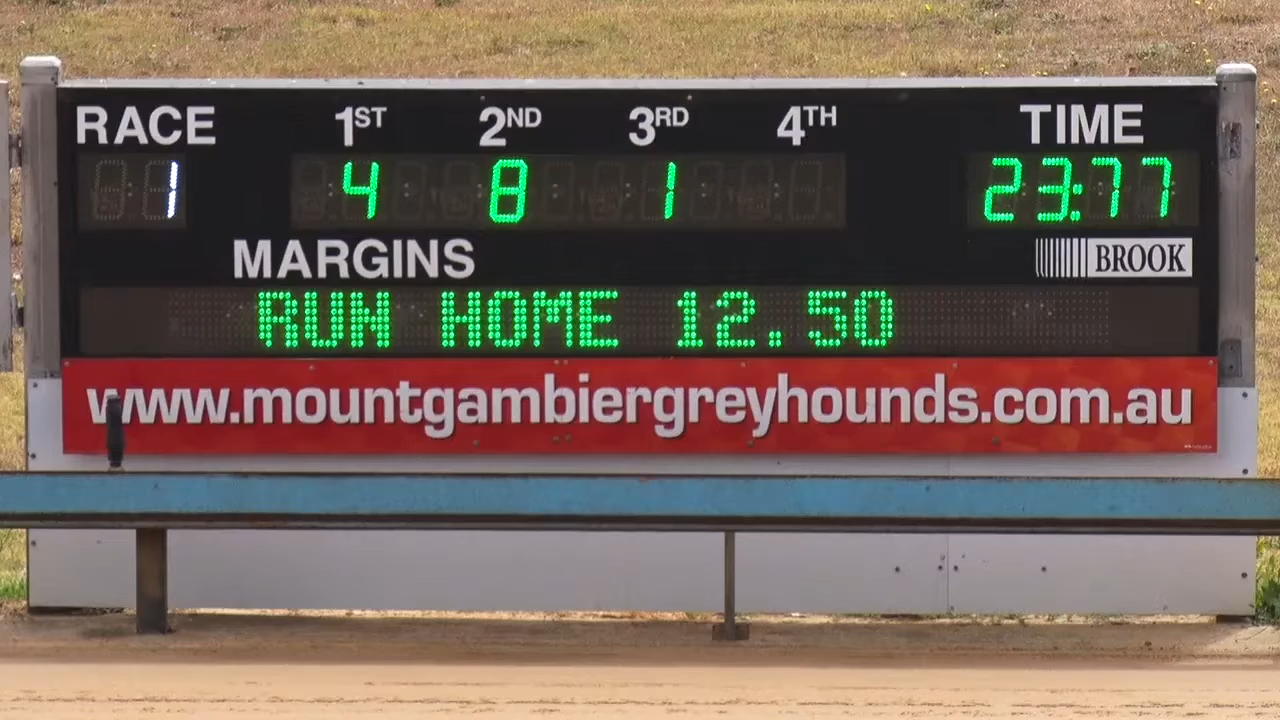 RACE 1ST 2ND 3RD 4TH TIME
1 4 8 1 23:77
MARGINS
BROOK
RUN HOME 12.50
www.mountgambiergreyhounds.com.au